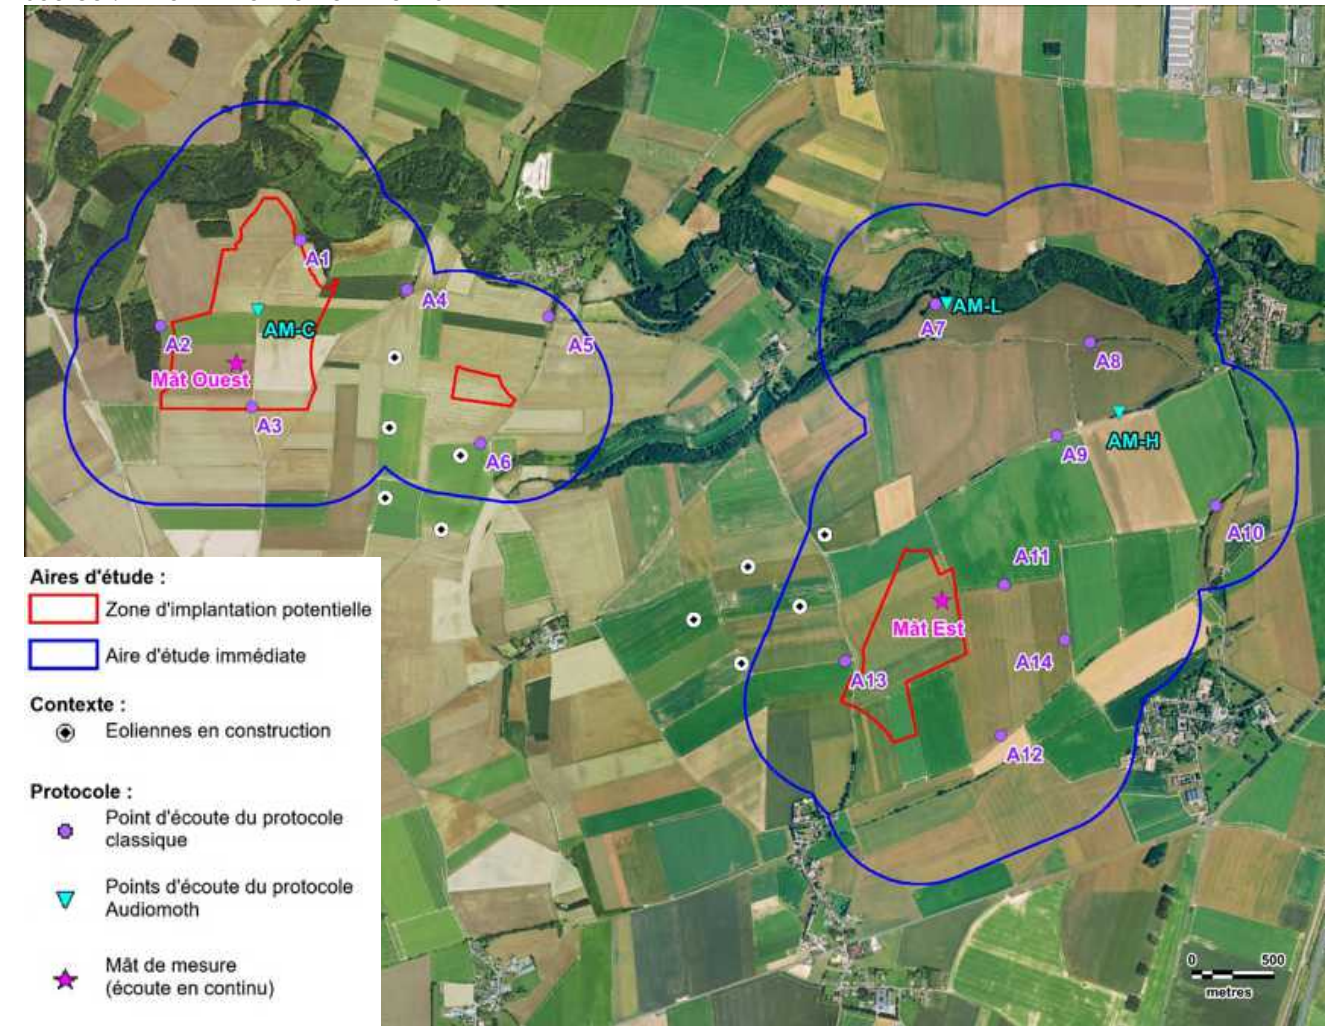 A1
A2
AM-C
Mât Ouest
A3
A4
A5
A6
A7
AM-L
A8
A9
AM-H
A10
A11
Mât Est
A13
A14
A12
Aires d'étude :
Zone d'implantation potentielle
Aire d'étude immédiate
Contexte :
Eoliennes en construction
Protocole :
Point d'écoute du protocole
classique
Points d'écoute du protocole
Audiomoth
Mât de mesure
(écoute en continu)
0 500
metres